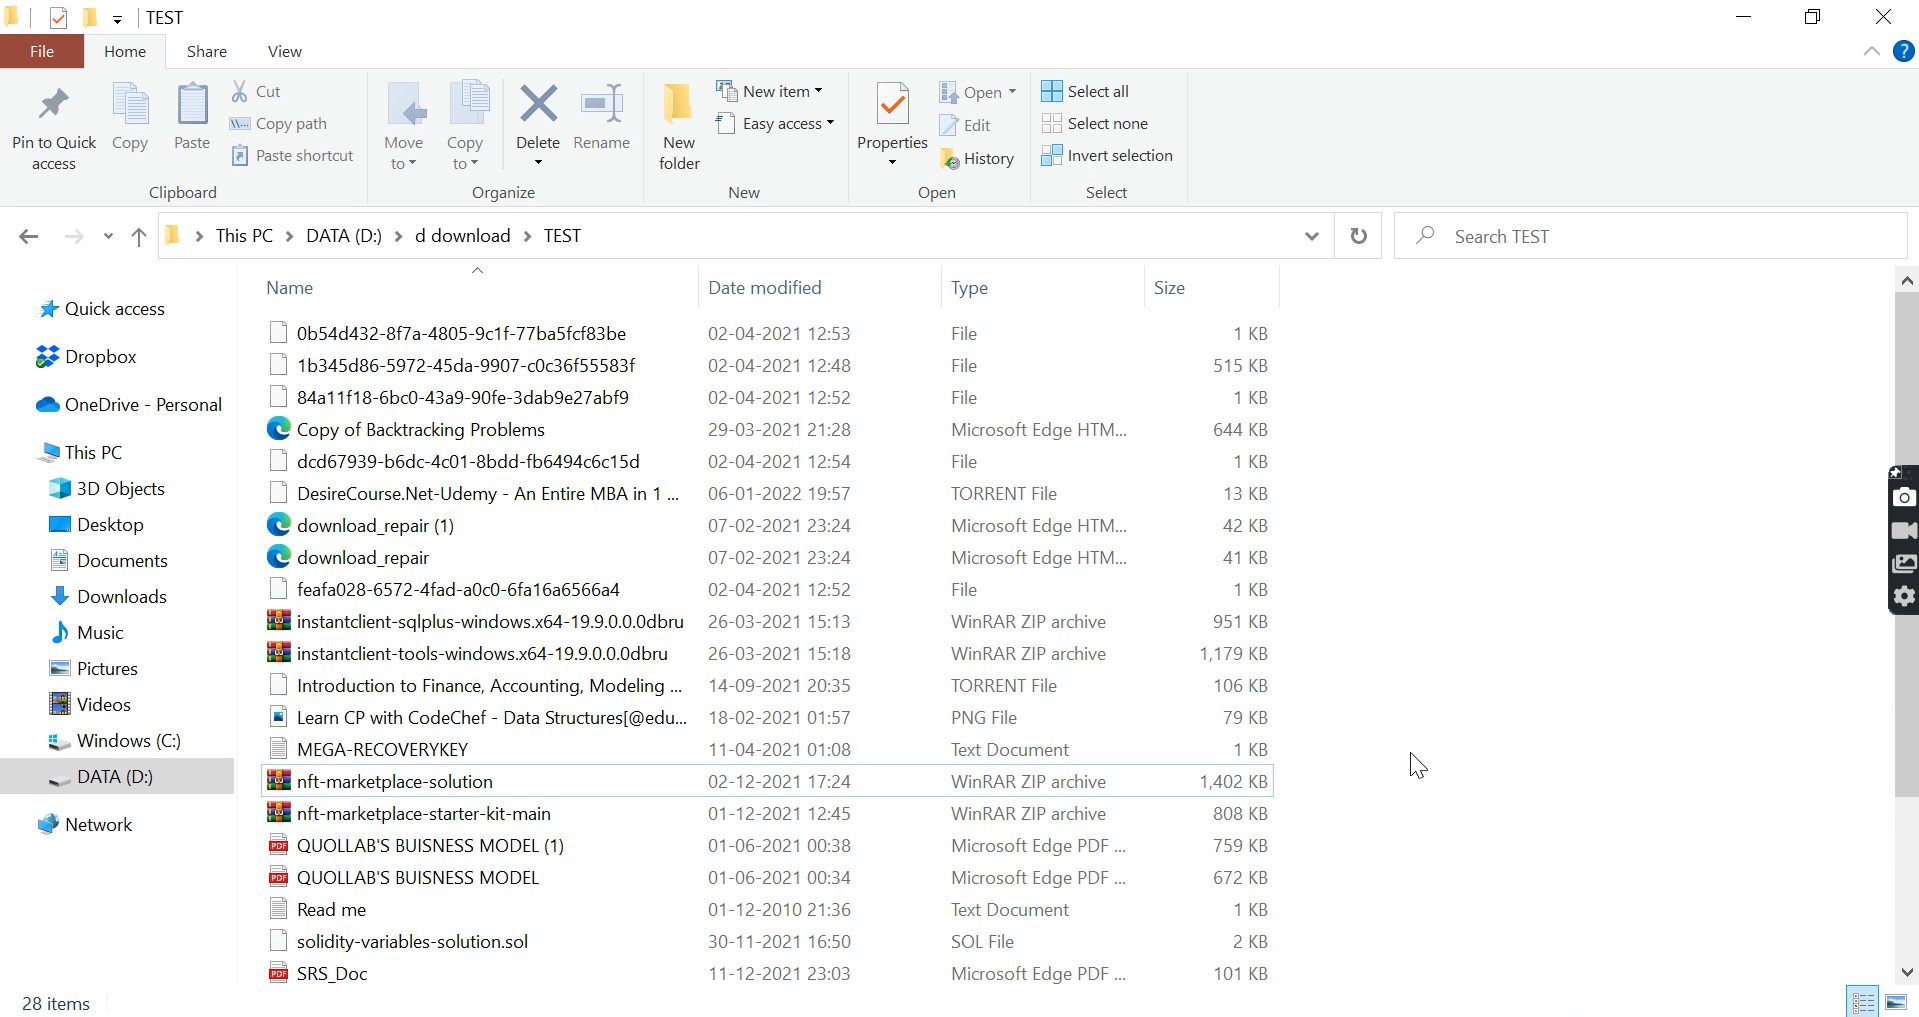 TEST
File Home Share View
Pin to Quick access Copy Paste Cut Copy path Paste shortcut
Move to Copy to Delete Rename
New folder New item Easy access
Properties Open Edit History
Select all Select none Invert selection
Clipboard Organize New Open Select
This PC DATA (D:) d download TEST Search TEST
Quick access
Dropbox
OneDrive - Personal
This PC
3D Objects
Desktop
Documents
Downloads
Music
Pictures
Videos
Windows (C:)
DATA (D:)
Network
Name Date modified Type Size
0b54d432-8f7a-4805-9c1f-77ba5fcf83be 02-04-2021 12:53 File 1 KB
1b345d86-5972-45da-9907-c0c36f55583f 02-04-2021 12:48 File 515 KB
84a11f18-6bc0-43a9-90fe-3dab9e27abf9 02-04-2021 12:52 File 1 KB
Copy of Backtracking Problems 29-03-2021 21:28 Microsoft Edge HTM... 644 KB
dcd67939-b6dc-4c01-8bdd-fb6494c6c15d 02-04-2021 12:54 File 1 KB
DesireCourse.Net-Udemy - An Entire MBA in 1 ... 06-01-2022 19:57 TORRENT File 13 KB
download_repair (1) 07-02-2021 23:24 Microsoft Edge HTM... 42 KB
download_repair 07-02-2021 23:24 Microsoft Edge HTM... 41 KB
feafa028-6572-4fad-a0c0-6fa16a6566a4 02-04-2021 12:52 File 1 KB
instantclient-sqlplus-windows.x64-19.9.0.0.0dbru 26-03-2021 15:13 WinRAR ZIP archive 951 KB
instantclient-tools-windows.x64-19.9.0.0.0dbru 26-03-2021 15:18 WinRAR ZIP archive 1,179 KB
Introduction to Finance, Accounting, Modeling ... 14-09-2021 20:35 TORRENT File 106 KB
Learn CP with CodeChef - Data Structures[@edu... 18-02-2021 01:57 PNG File 79 KB
MEGA-RECOVERYKEY 11-04-2021 01:08 Text Document 1 KB
nft-marketplace-solution 02-12-2021 17:24 WinRAR ZIP archive 1,402 KB
nft-marketplace-starter-kit-main 01-12-2021 12:45 WinRAR ZIP archive 808 KB
QUOLLAB'S BUISNESS MODEL (1) 01-06-2021 00:38 Microsoft Edge PDF ... 759 KB
QUOLLAB'S BUISNESS MODEL 01-06-2021 00:34 Microsoft Edge PDF ... 672 KB
Read me 01-12-2010 21:36 Text Document 1 KB
solidity-variables-solution.sol 30-11-2021 16:50 SOL File 2 KB
SRS_Doc 11-12-2021 23:03 Microsoft Edge PDF ... 101 KB
28 items